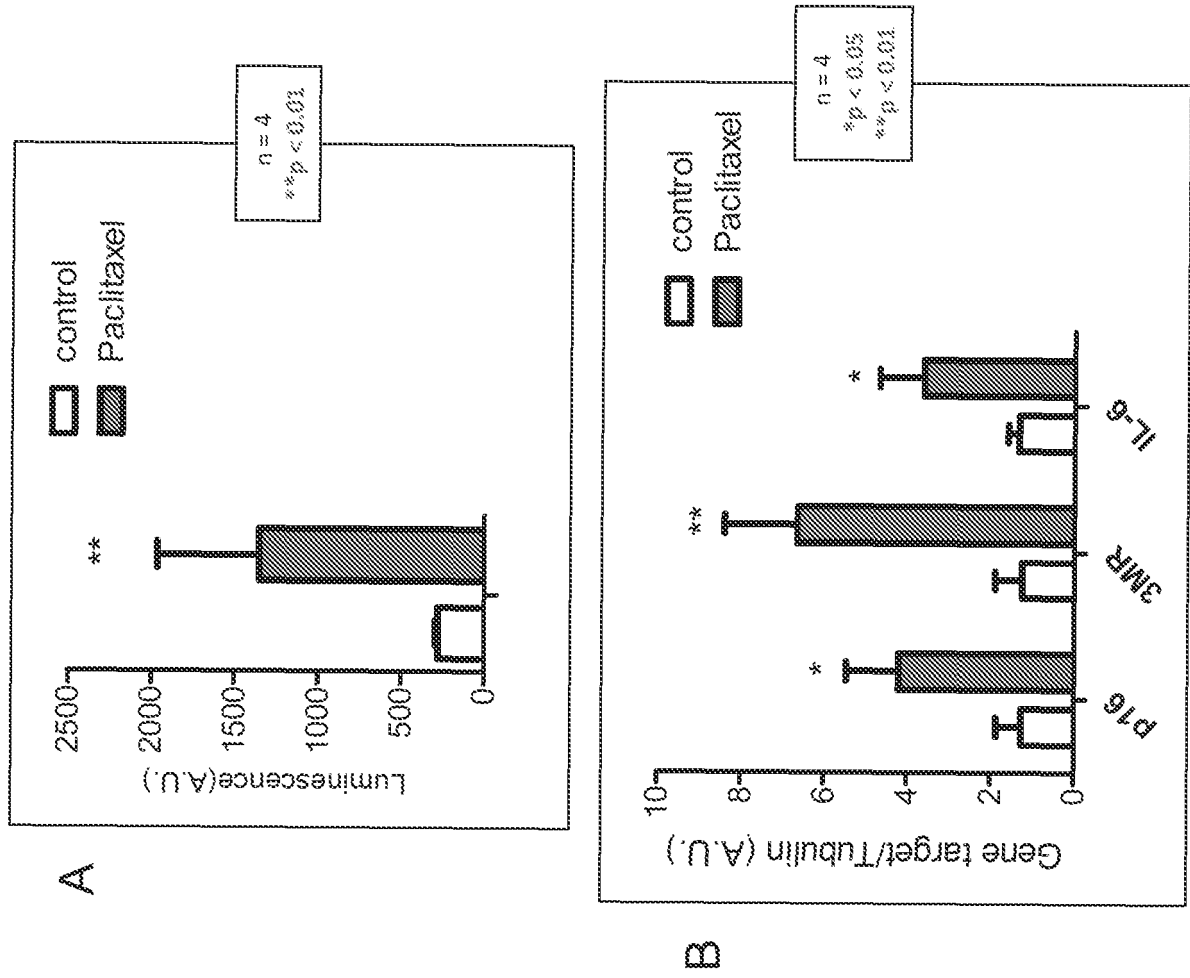 A
control
Paclitaxel
n = 4
**p < 0.01
**
2500
2000
1500
1000
500
0
Luminescence(A.U.)
B
control
Paclitaxel
n = 4
*p < 0.05
**p < 0.01
*
**
*
10
8
6
4
2
0
Gene target/Tubulin (A.U.)
p16
3MR
IL-6